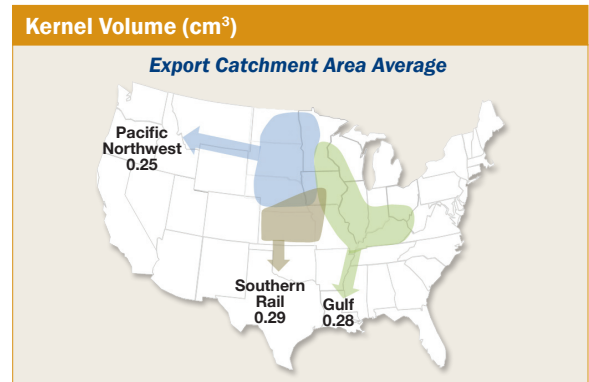 Kernel Volume (cm³)
Export Catchment Area Average
Pacific
Northwest
0.25
Southern
Rail
0.29
Gulf
0.28